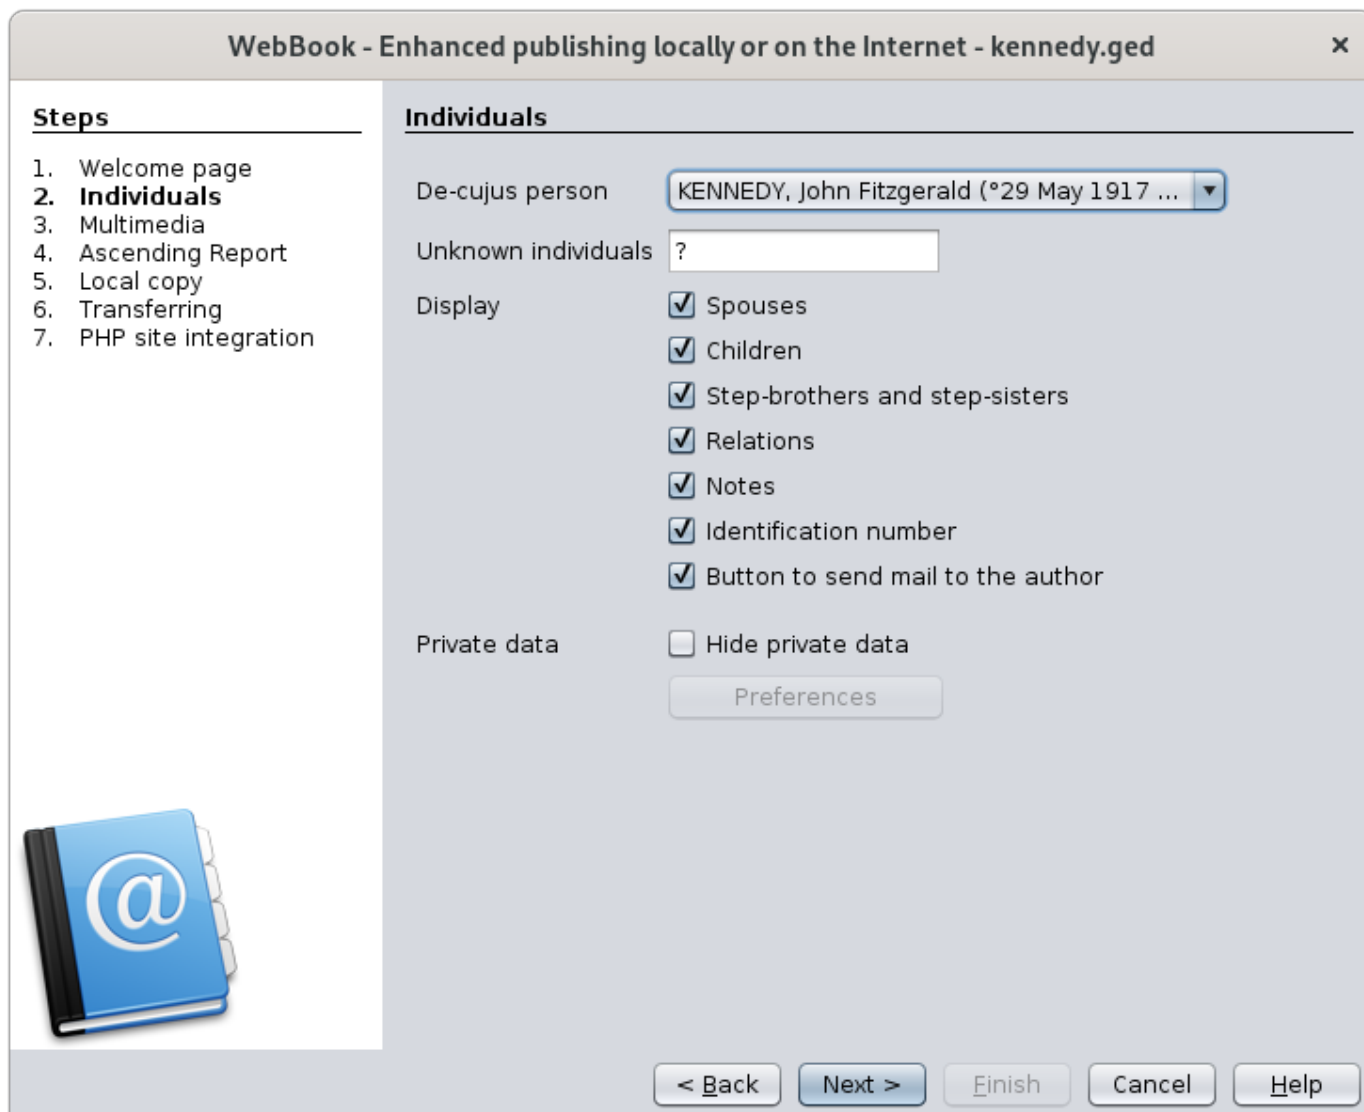 WebBook - Enhanced publishing locally or on the Internet - kennedy.ged
Steps
1. Welcome page
2. Individuals
3. Multimedia
4. Ascending Report
5. Local copy
6. Transferring
7. PHP site integration
@
Individuals
De-cujus person KENNEDY, John Fitzgerald (°29 May 1917 ...
Unknown individuals ?
Display Spouses
Children
Step-brothers and step-sisters
Relations
Notes
Identification number
Button to send mail to the author
Private data Hide private data
Preferences
< Back Next > Finish Cancel Help